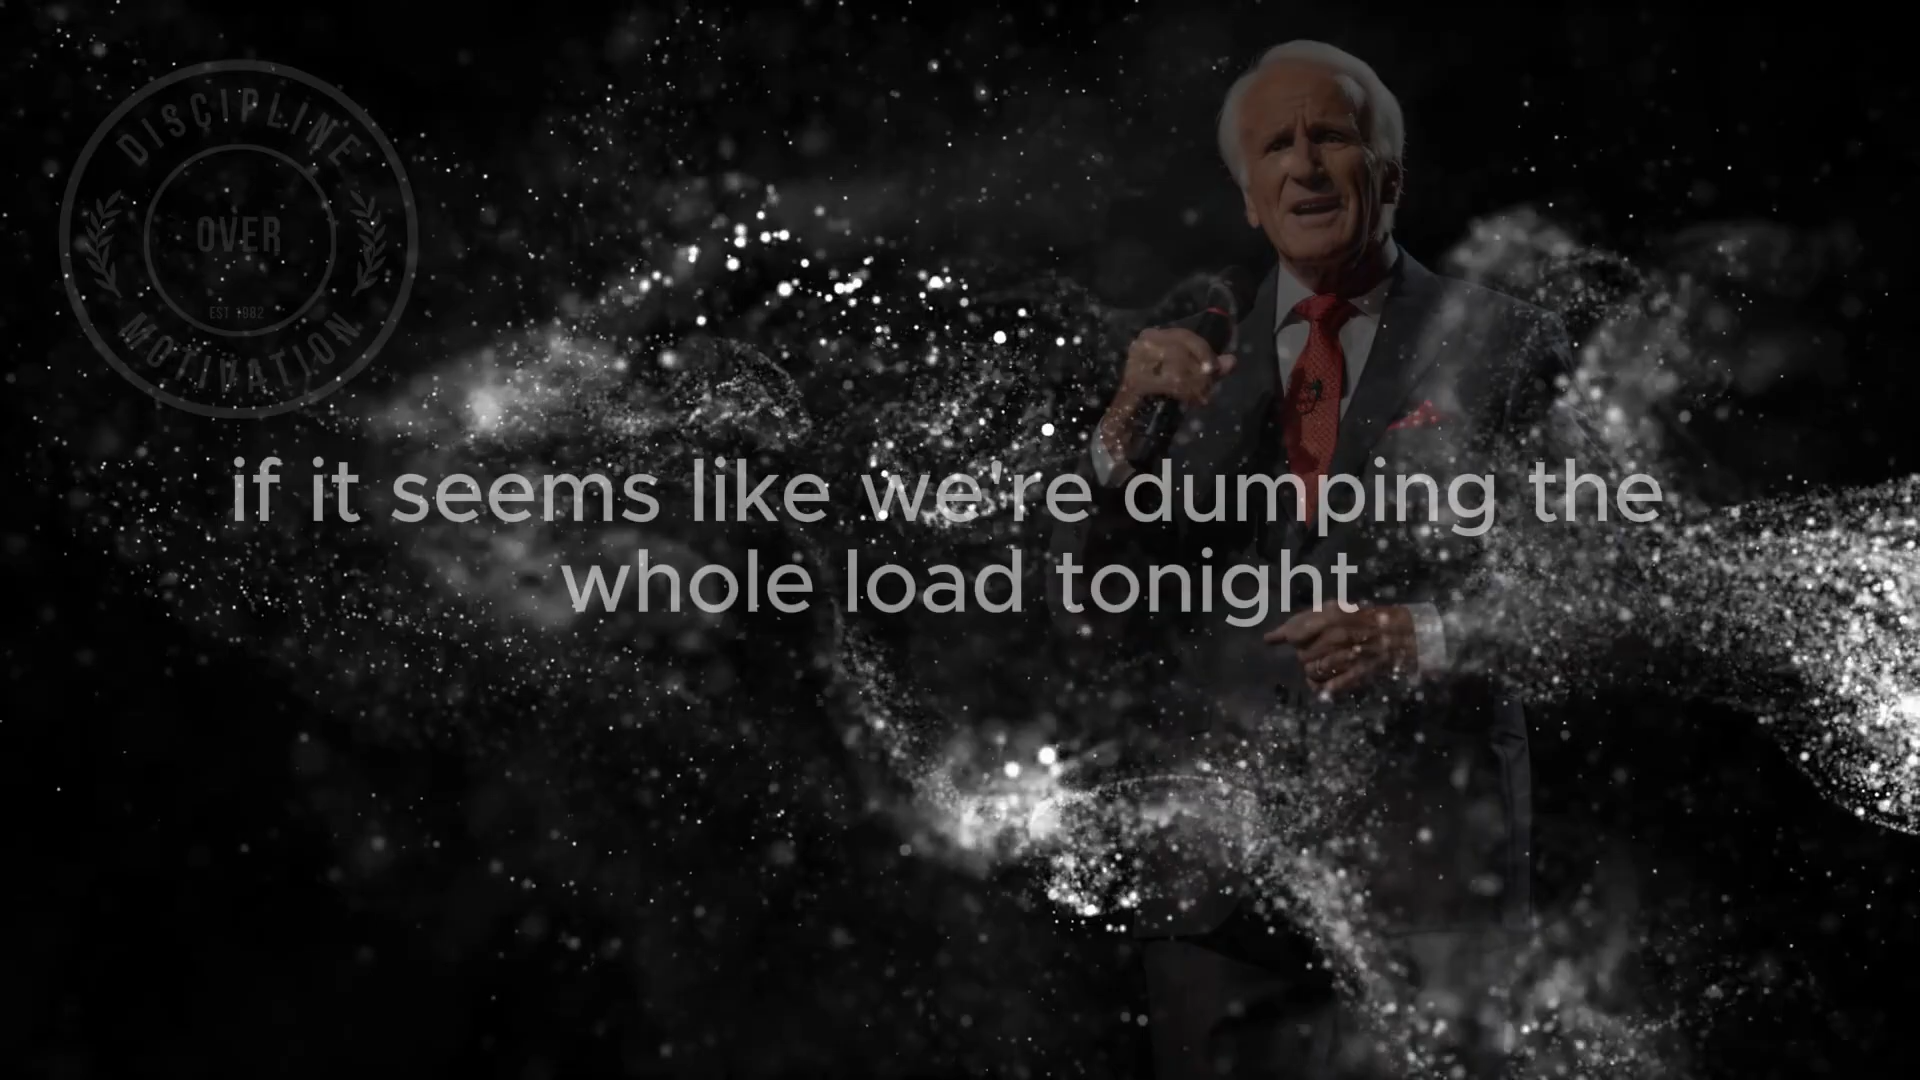 DISCIPLINE
OVER
EST 1982
MOTIVATION
if it seems like we're dumping the
whole load tonight